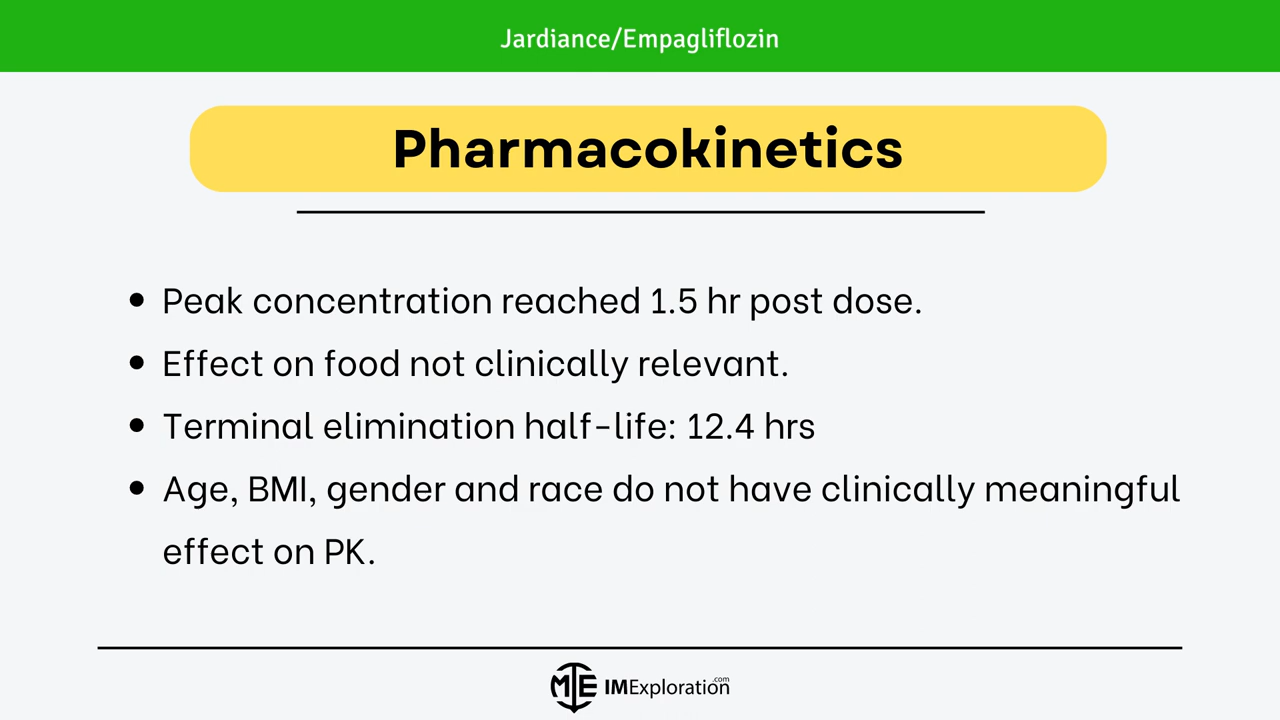 Jardiance/Empagliflozin
Pharmacokinetics
• Peak concentration reached 1.5 hr post dose.
• Effect on food not clinically relevant.
• Terminal elimination half-life: 12.4 hrs
• Age, BMI, gender and race do not have clinically meaningful
effect on PK.
MIE IMExploration.com